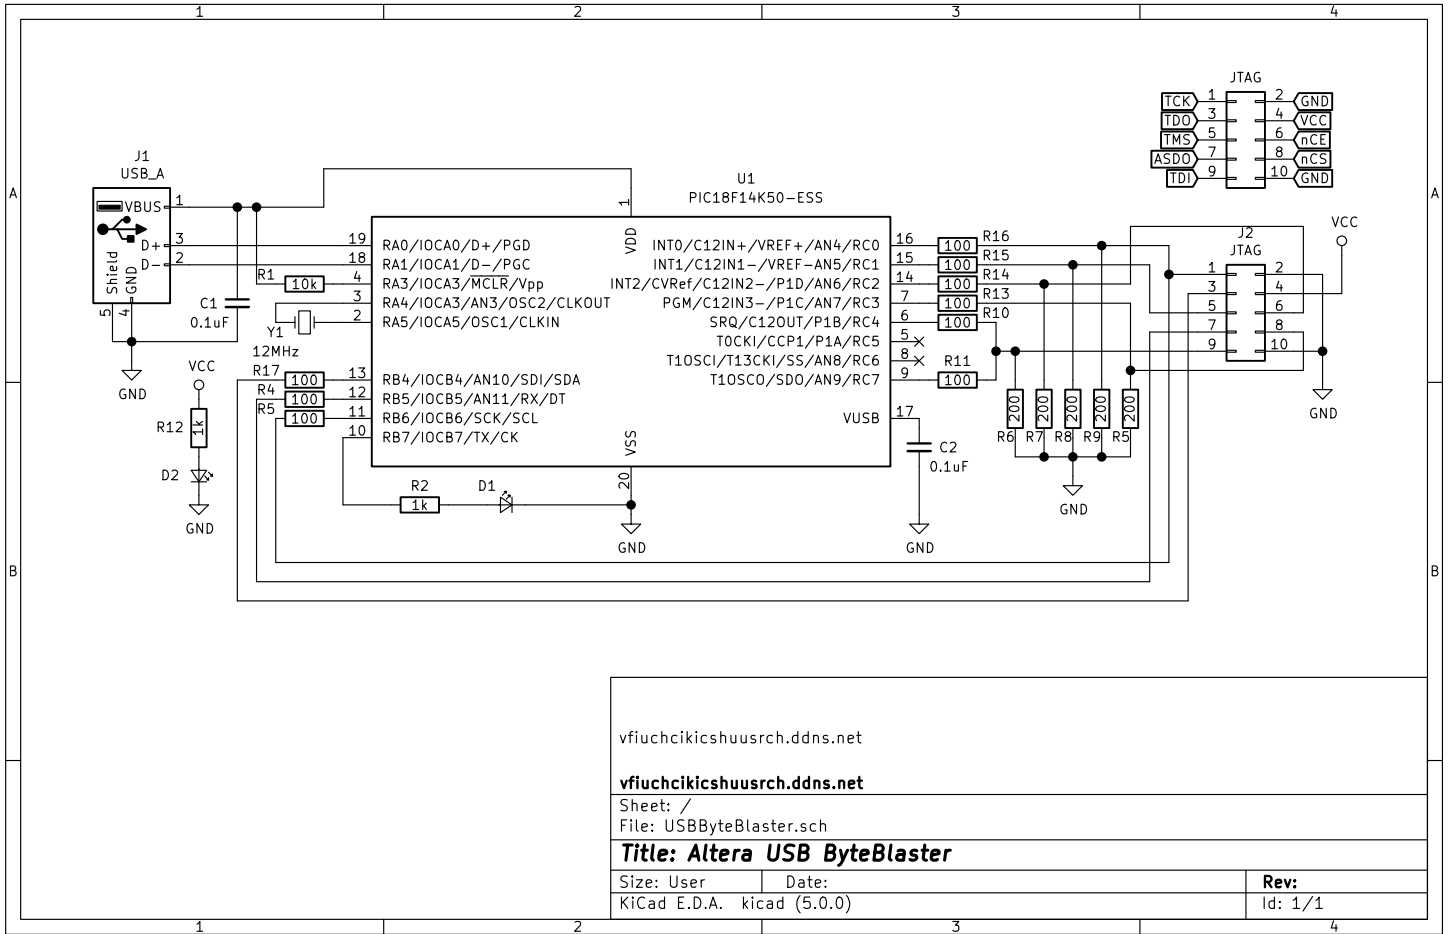 1 2 3 4
A A
B B
1 2 3 4
JTAG
TCK 1 2 GND
TDO 3 4 VCC
TMS 5 6 nCE
ASDO 7 8 nCS
TDI 9 10 GND
J1
USB_A
VBUS 1
D+ 3
D- 2
Shield
GND
5
4
GND
C1
0.1uF
R1
10k
Y1
12MHz
U1
PIC18F14K50-ESS
1
VDD
19 RA0/IOCA0/D+/PGD
18 RA1/IOCA1/D-/PGC
4 RA3/IOCA3/MCLR/Vpp
3 RA4/IOCA3/AN3/OSC2/CLKOUT
2 RA5/IOCA5/OSC1/CLKIN
13 RB4/IOCB4/AN10/SDI/SDA
12 RB5/IOCB5/AN11/RX/DT
11 RB6/IOCB6/SCK/SCL
10 RB7/IOCB7/TX/CK
INT0/C12IN+/VREF+/AN4/RC0 16
INT1/C12IN1-/VREF-AN5/RC1 15
INT2/CVRef/C12IN2-/P1D/AN6/RC2 14
PGM/C12IN3-/P1C/AN7/RC3 7
SRQ/C12OUT/P1B/RC4 6
T0CKI/CCP1/P1A/RC5 5
T1OSCI/T13CKI/SS/AN8/RC6 8
T1OSCO/SDO/AN9/RC7 9
VUSB 17
VSS
20
GND
R17 100
R4 100
R5 100
VCC
R12 1k
D2
GND
R2
1k
D1
100 R16
100 R15
100 R14
100 R13
100 R10
R11
100
C2
0.1uF
GND
200 200 200 200 200
R6 R7 R8 R9 R5
GND
VCC
J2
JTAG
1 2
3 4
5 6
7 8
9 10
GND
vfiuchcikicshuusrch.ddns.net
vfiuchcikicshuusrch.ddns.net
Sheet: /
File: USBByteBlaster.sch
Title: Altera USB ByteBlaster
Size: User Date: Rev:
KiCad E.D.A. kicad (5.0.0) Id: 1/1